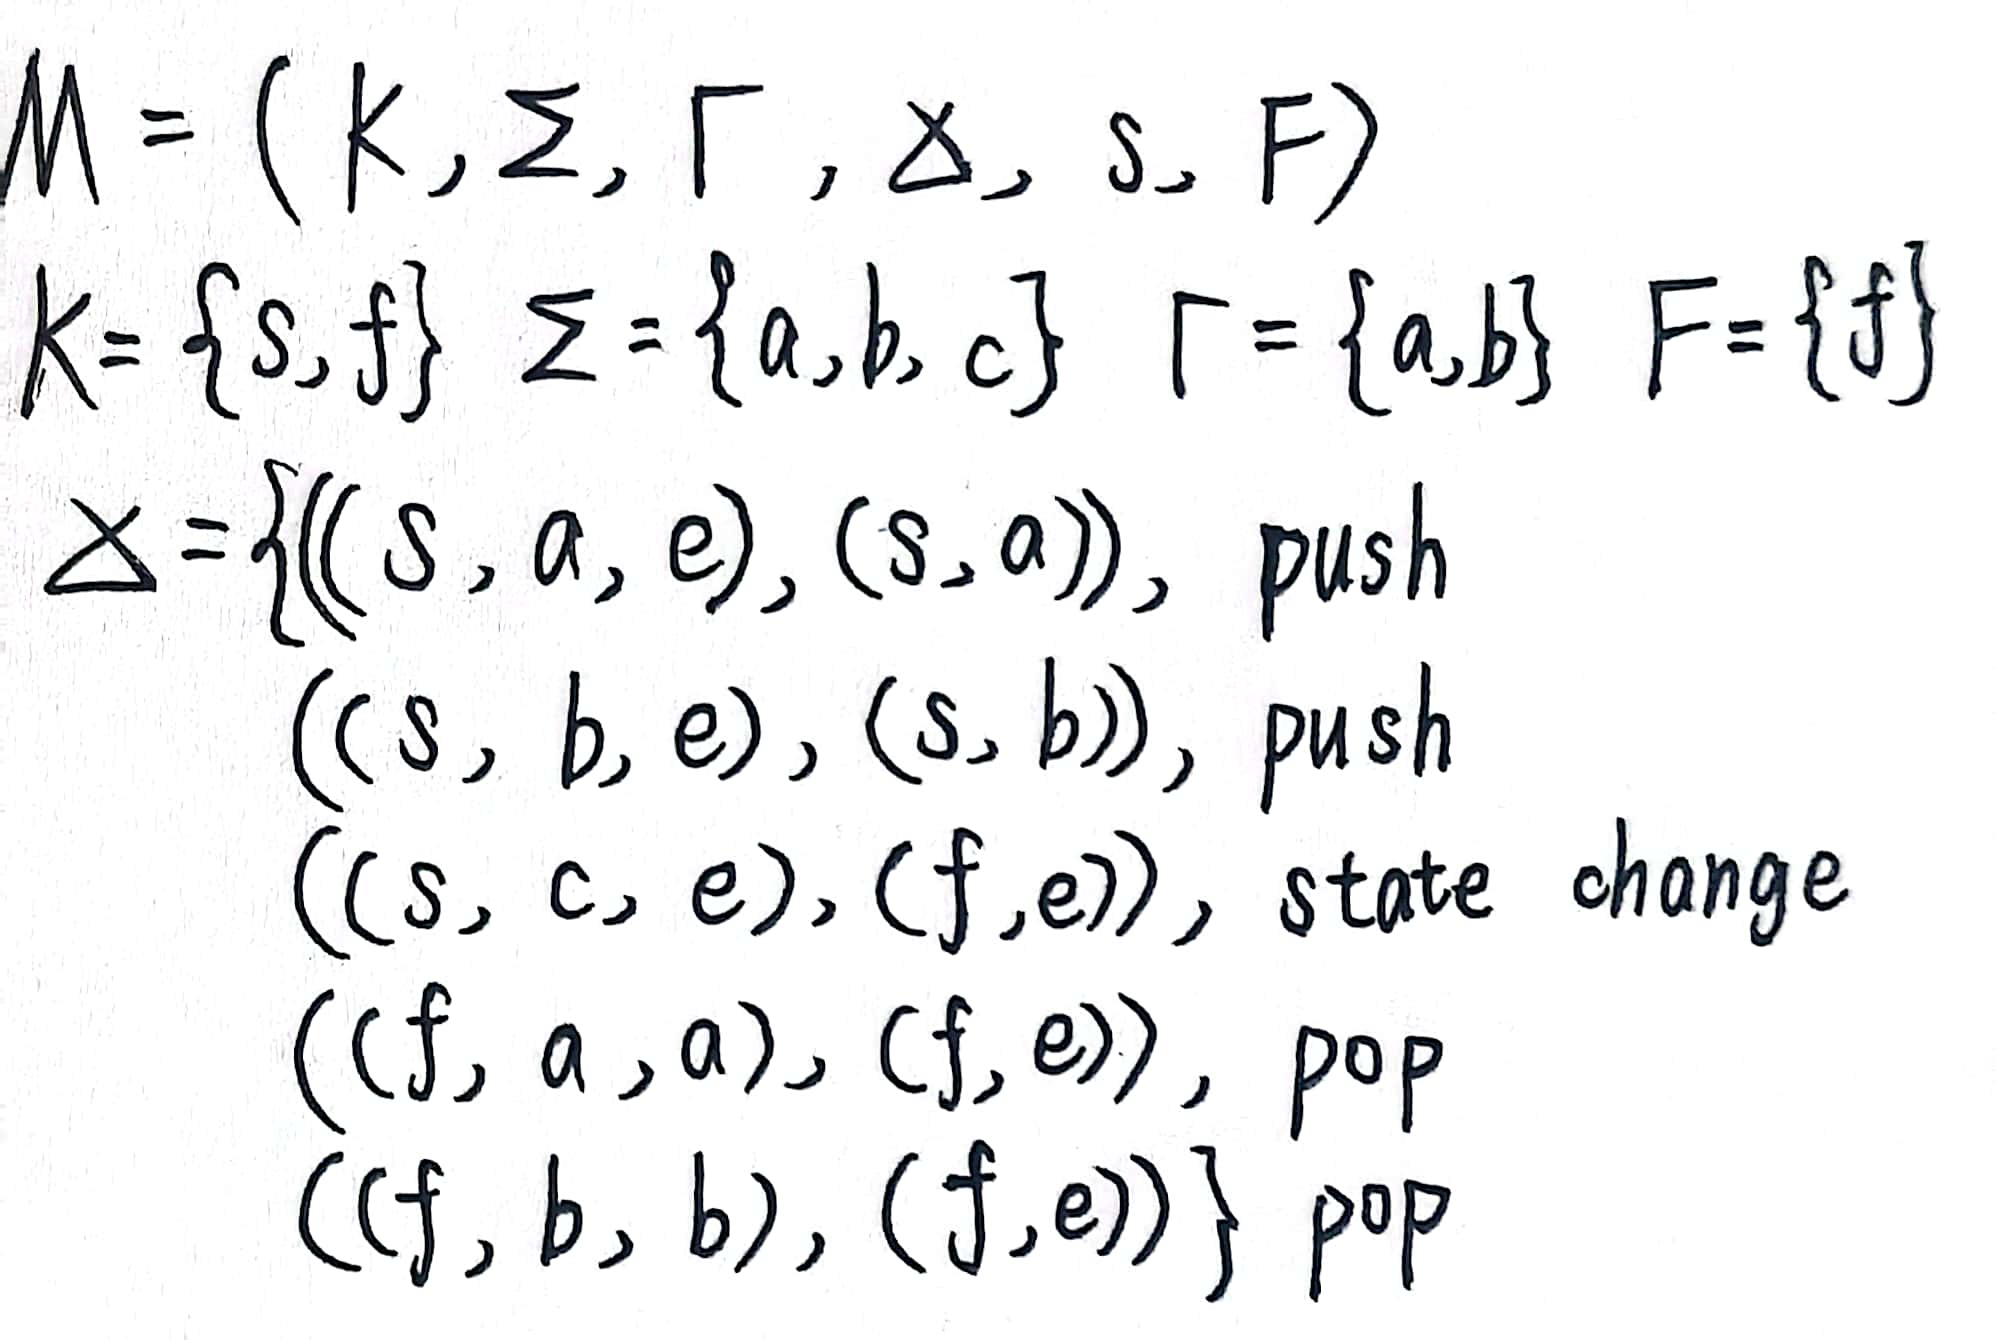 M = (K, Σ, Γ, Δ, s, F)
K = {s, f} Σ = {a, b, c} Γ = {a, b} F = {f}
Δ = {((s, a, e), (s, a)), push
((s, b, e), (s, b)), push
((s, c, e), (f, e)), state change
((f, a, a), (f, e)), pop
((f, b, b), (f, e))} pop